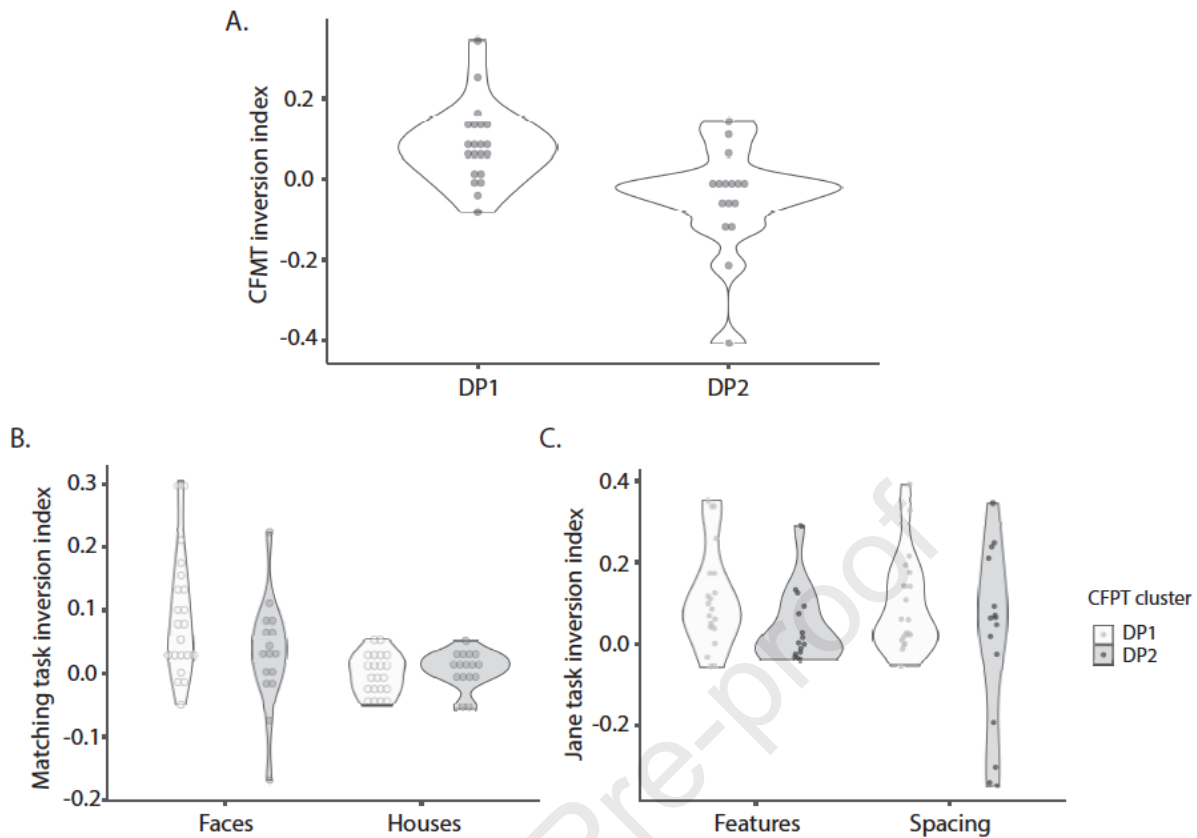 A.
CFMT inversion index
0.2
0.0
-0.2
-0.4
DP1 DP2
B.
Matching task inversion index
0.3
0.2
0.1
0.0
-0.1
-0.2
Faces Houses
C.
Jane task inversion index
0.4
0.2
0.0
-0.2
Features Spacing
CFPT cluster
DP1
DP2
Pre-proof